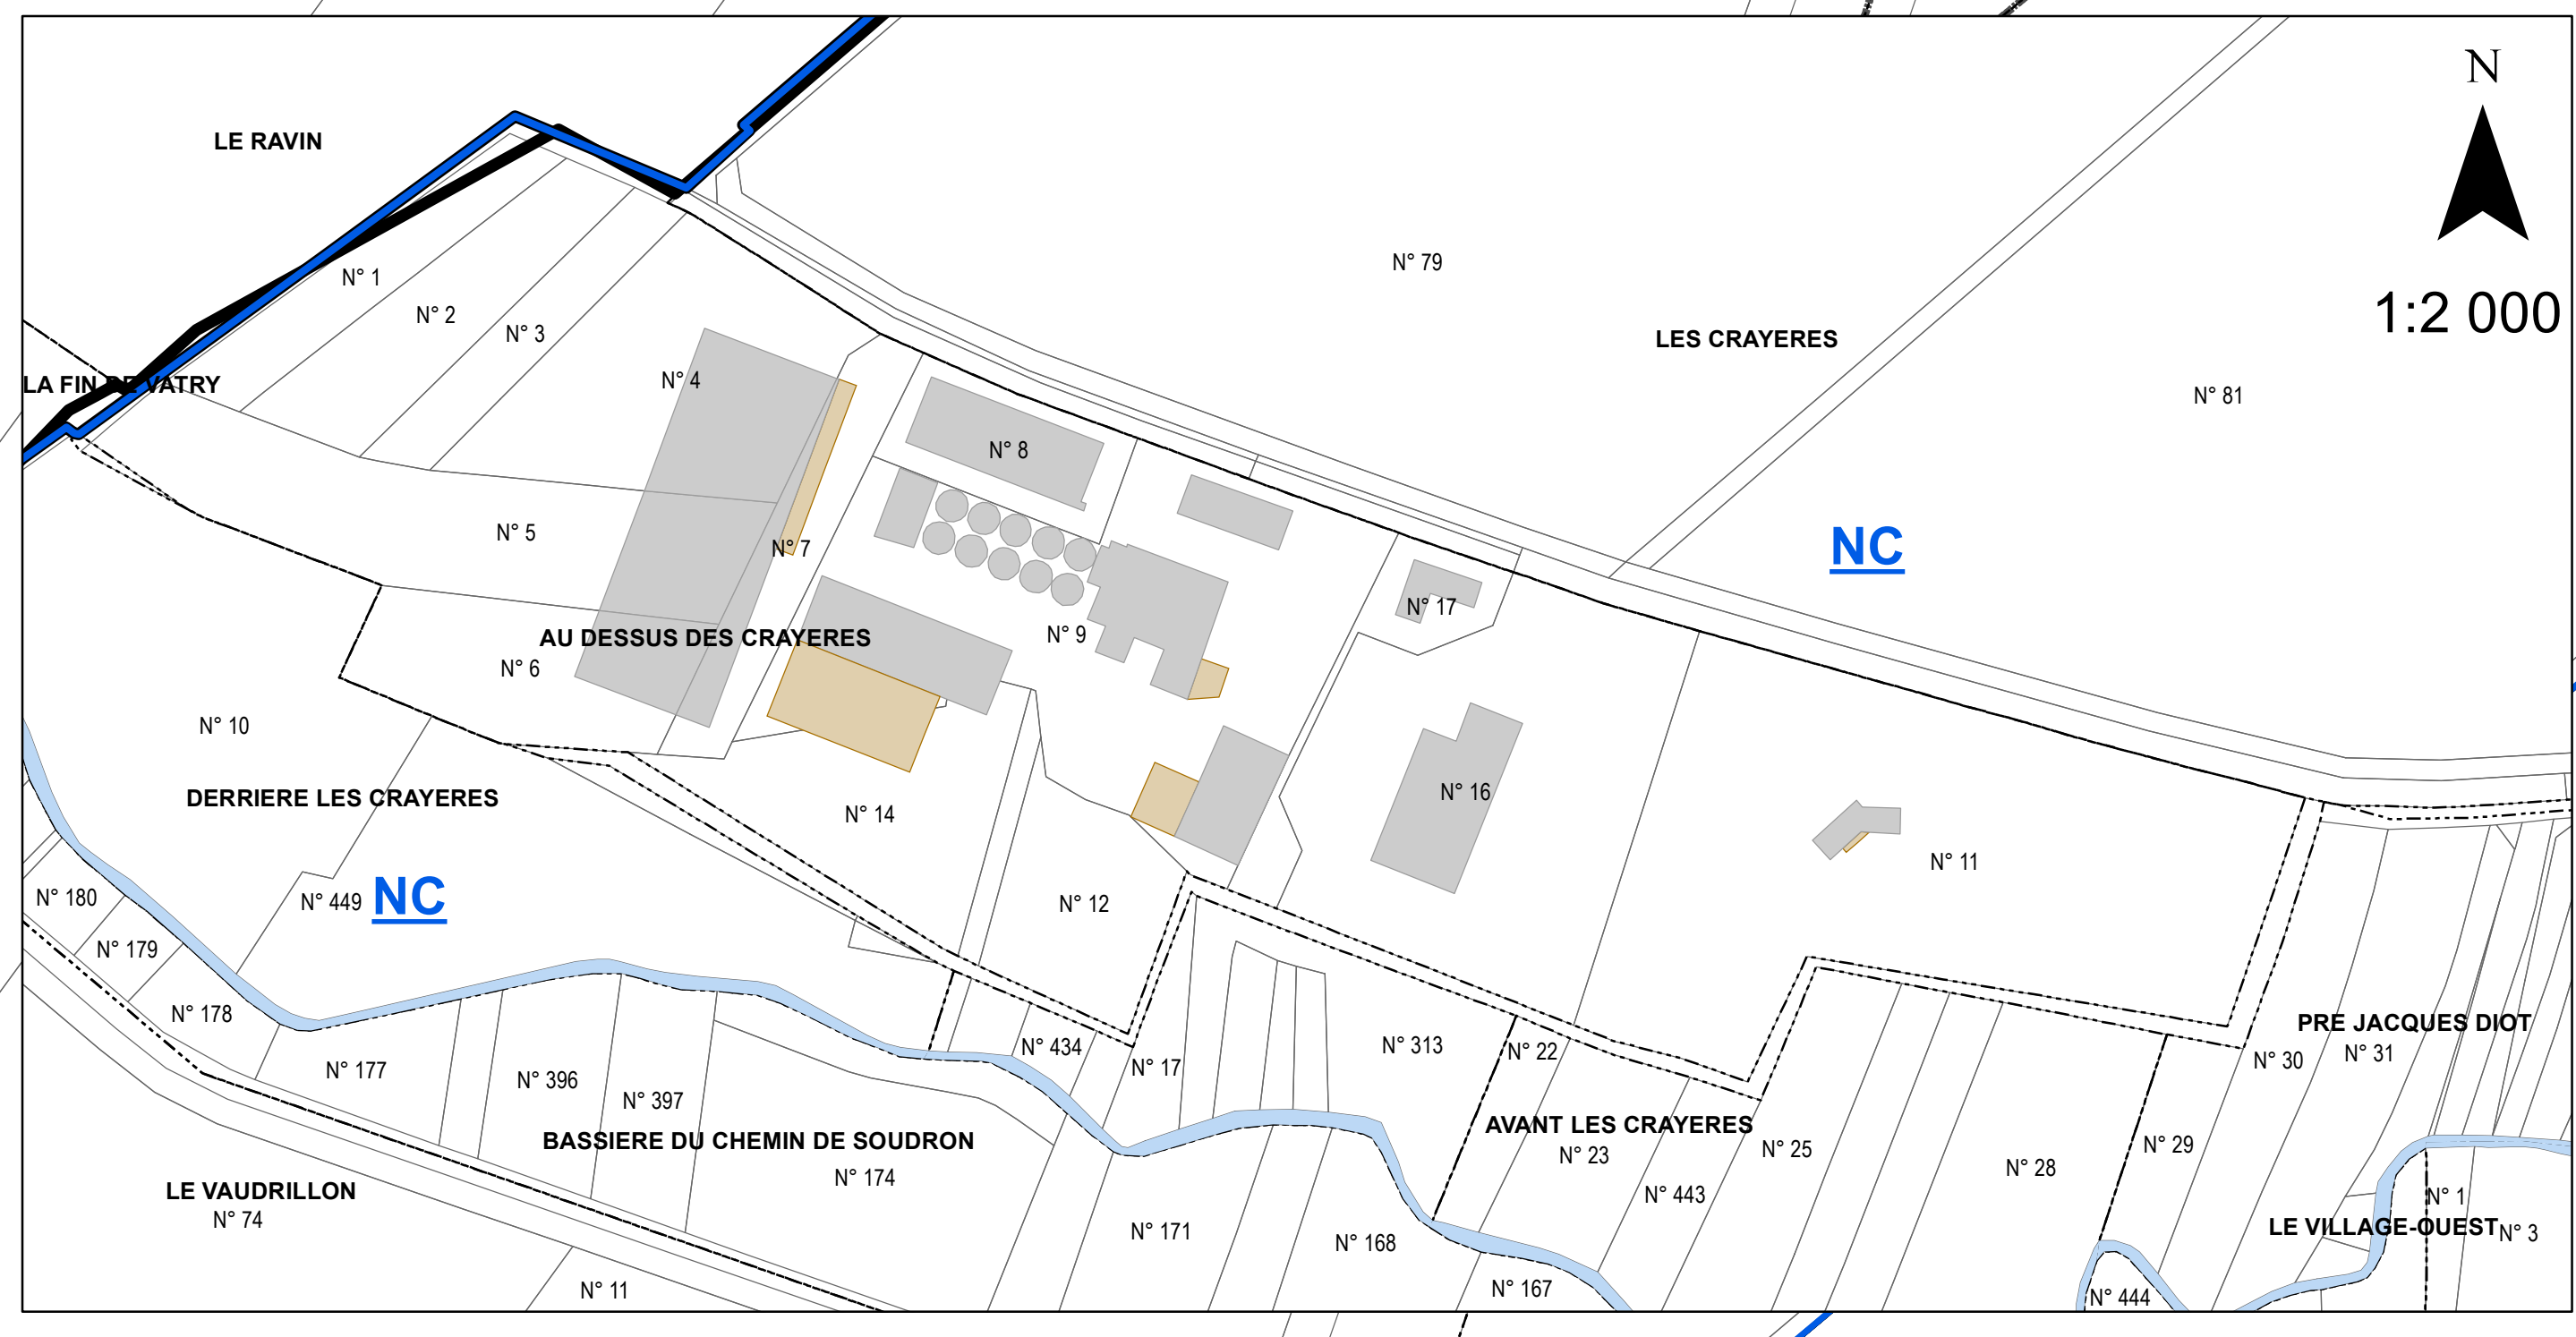 N
LE RAVIN
N° 79
N° 1
N° 2
1:2 000
N° 3
LES CRAYERES
LA FIN DE VATRY
N° 4
N° 81
N° 8
N° 5
N° 7
NC
N° 17
AU DESSUS DES CRAYERES
N° 9
N° 6
N° 10
DERRIERE LES CRAYERES
N° 16
N° 14
N° 11
N° 180
N° 449
NC
N° 12
N° 179
N° 178
PRE JACQUES DIOT
N° 434
N° 313
N° 22
N° 30
N° 31
N° 177
N° 17
N° 396
N° 397
AVANT LES CRAYERES
BASSIERE DU CHEMIN DE SOUDRON
N° 23
N° 25
N° 29
N° 28
N° 174
LE VAUDRILLON
N° 443
N° 1
N° 74
N° 171
N° 168
LE VILLAGE-OUEST
N° 3
N° 11
N° 167
N° 444